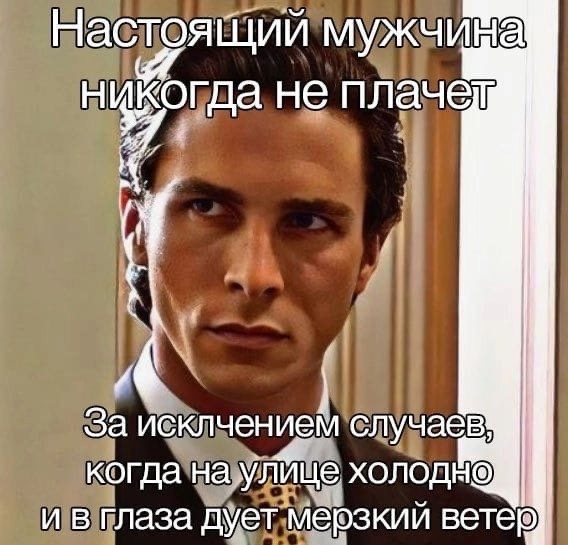 Настоящий мужчина
никогда не плачет
За исклчением случаев,
когда на улице холодно
и в глаза дует мерзкий ветер